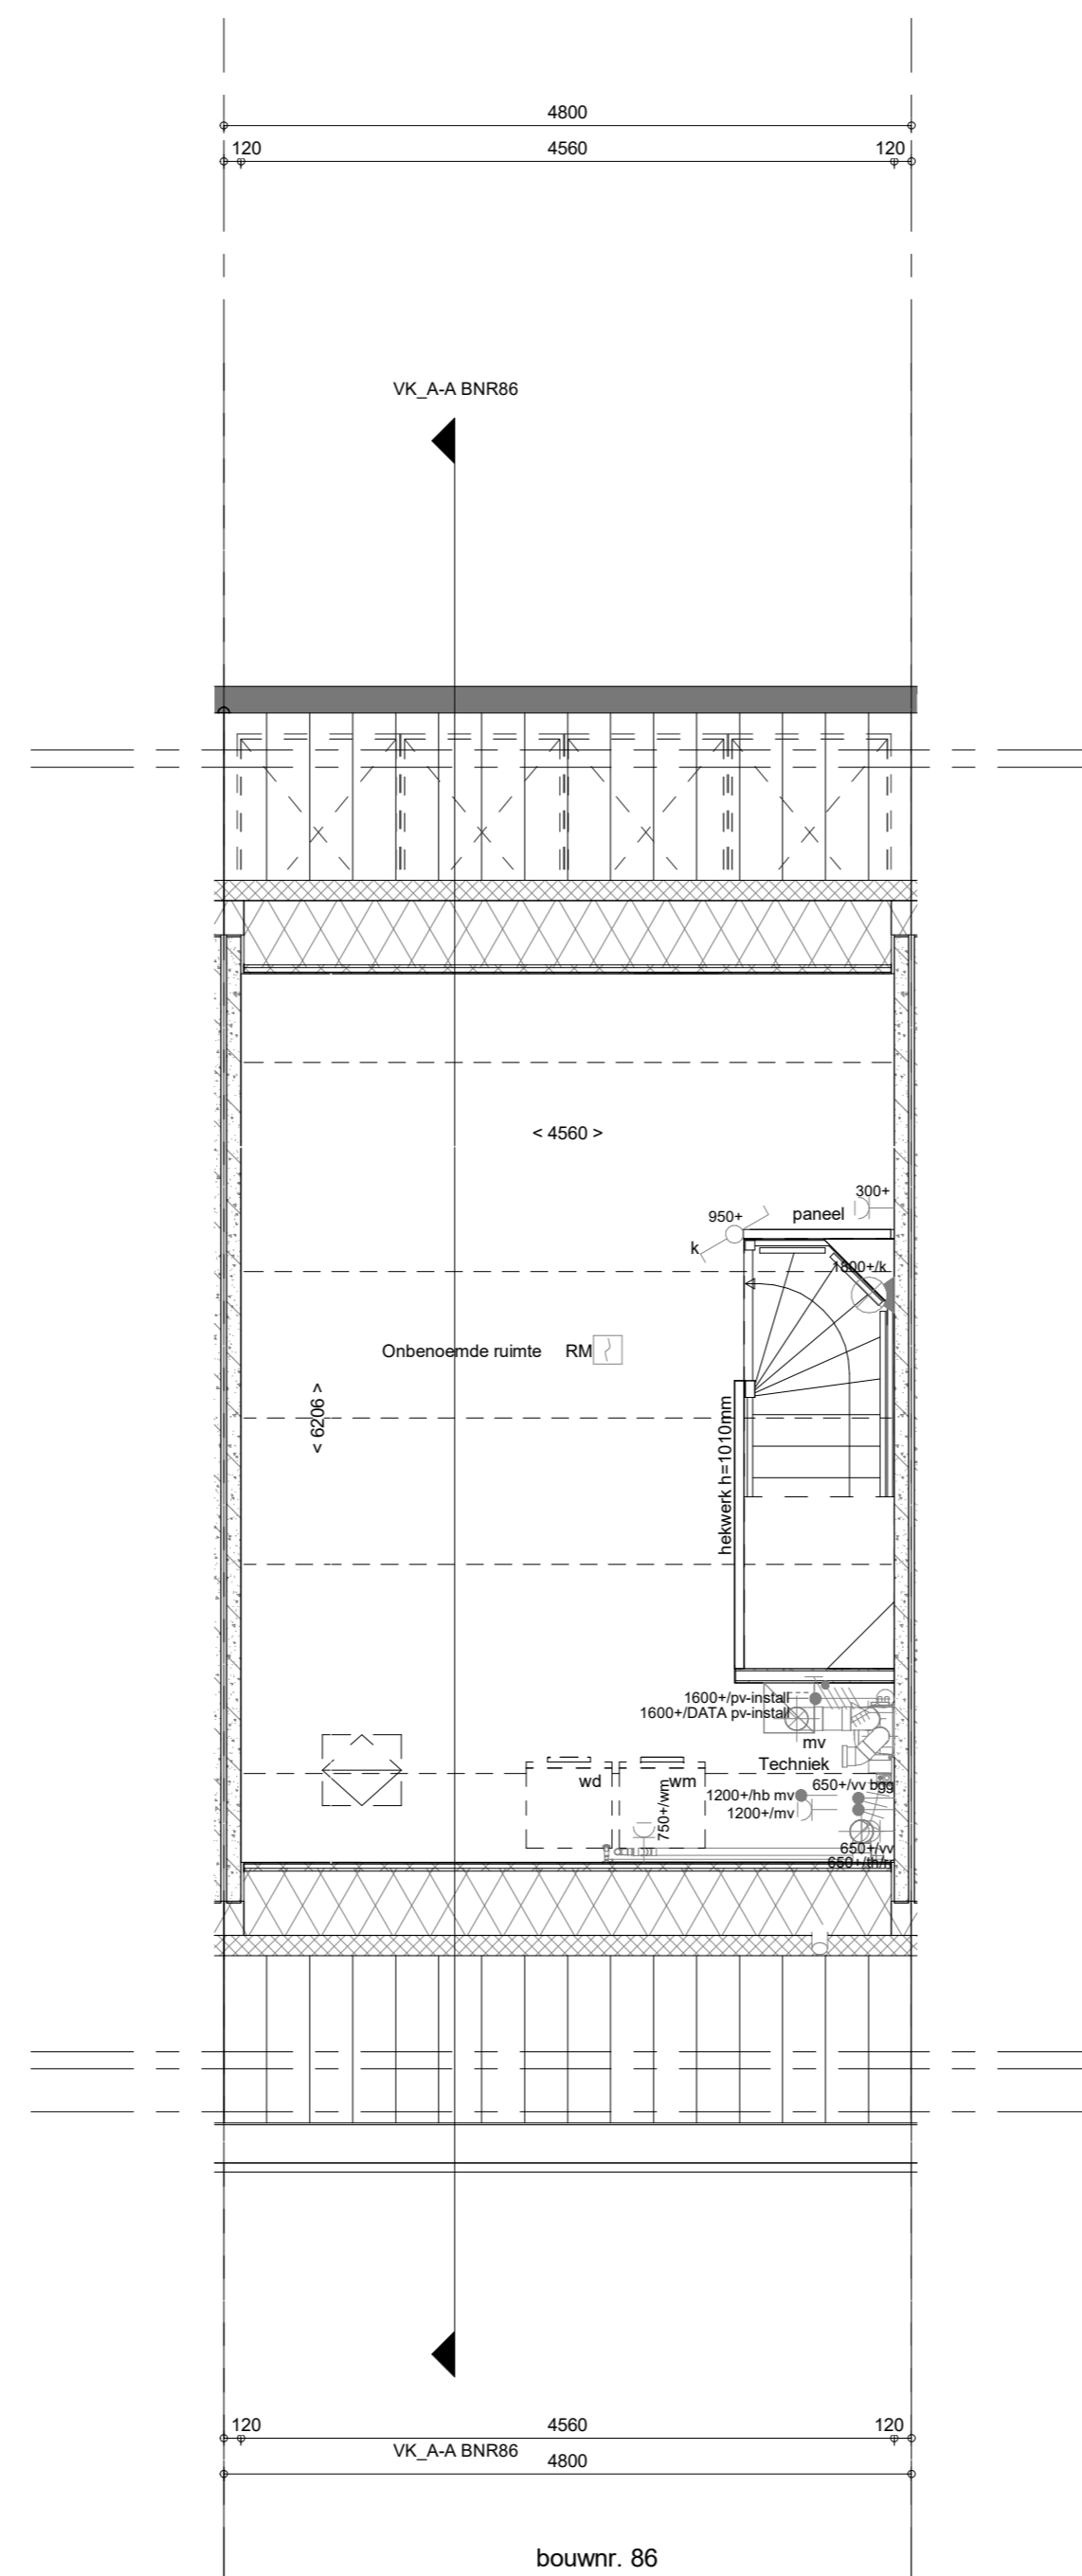 4800
120 4560 120
VK_A-A BNR86
< 4560 >
300+
950+ paneel
k
1800+/k
Onbenoemde ruimte RM
< 6206 >
hekwerk h=1010mm
1600+/pv-install
1600+/DATA pv-install
mv
Techniek
wd wm 650+/vv bgg
1200+/hb mv
750+/wm 1200+/mv
650+/vv
120 4560 120
VK_A-A BNR86
4800
bouwnr. 86